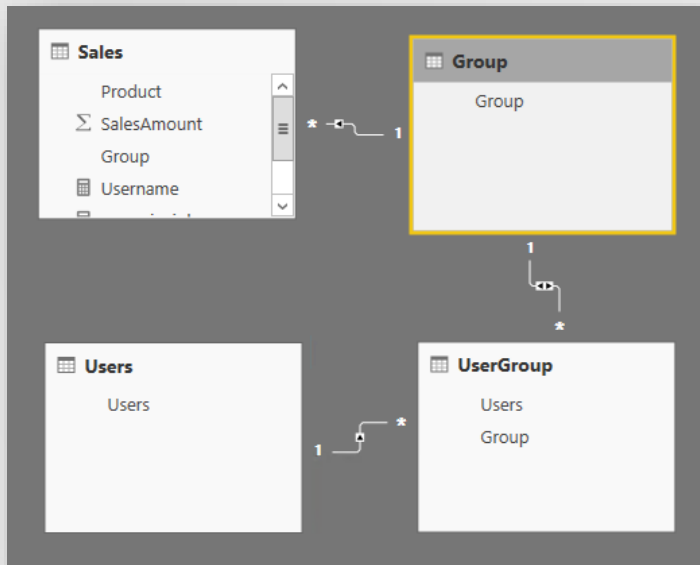 Sales
Product
SalesAmount
Group
Username
* 1
Group
Group
1
*
Users
Users
1 *
UserGroup
Users
Group